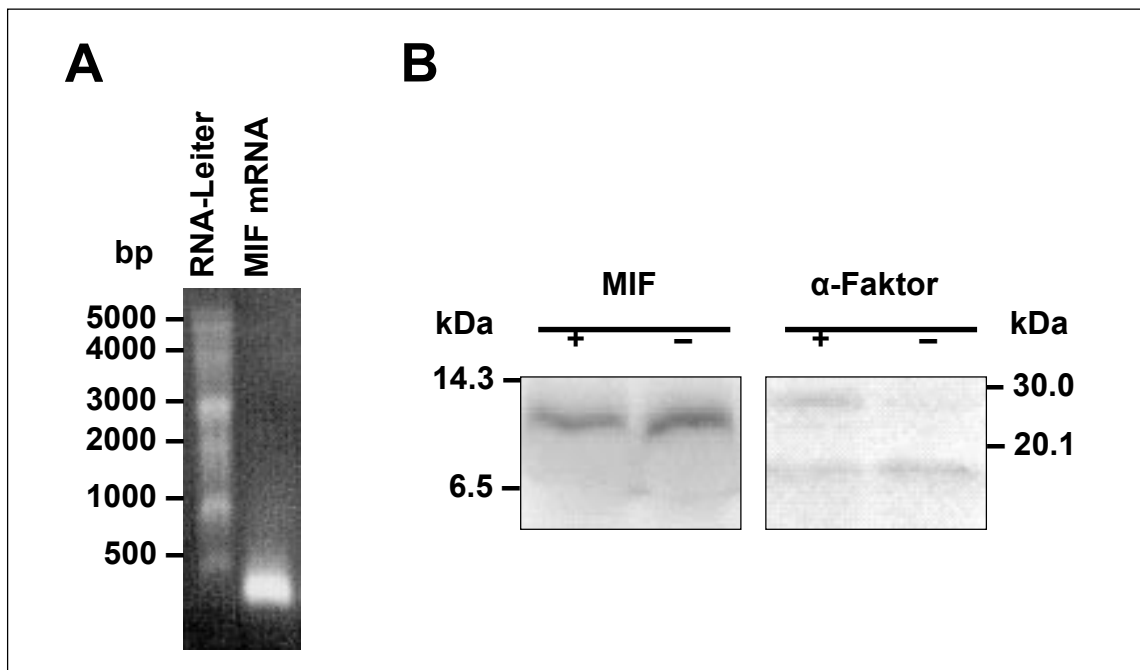 A
RNA-Leiter
MIF mRNA
bp
5000
4000
3000
2000
1000
500
B
MIF
α-Faktor
kDa
+ −
+ −
kDa
14.3
6.5
30.0
20.1